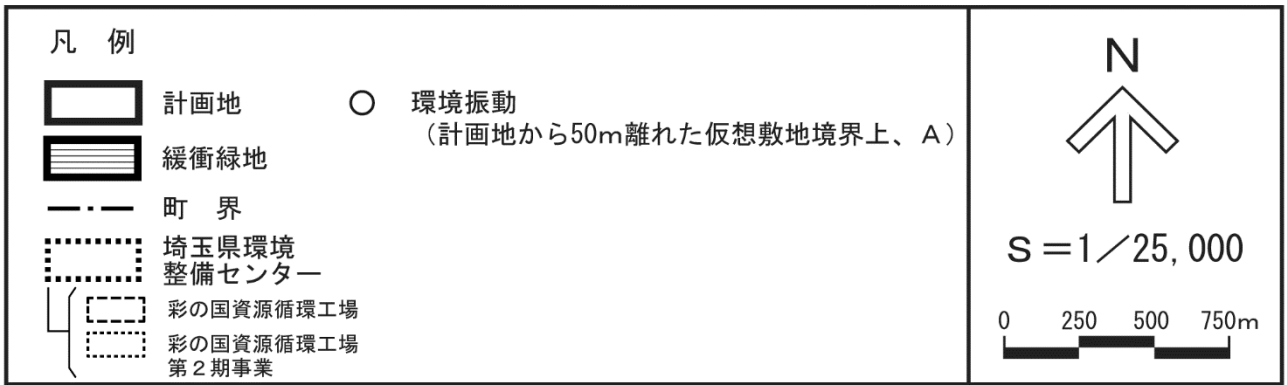 凡　例
計画地
○　環境振動
（計画地から50ｍ離れた仮想敷地境界上、Ａ）
緩衝緑地
町　界
埼玉県環境
整備センター
彩の国資源循環工場
彩の国資源循環工場
第２期事業
N
Ｓ＝1／25,000
0　250　500　750m